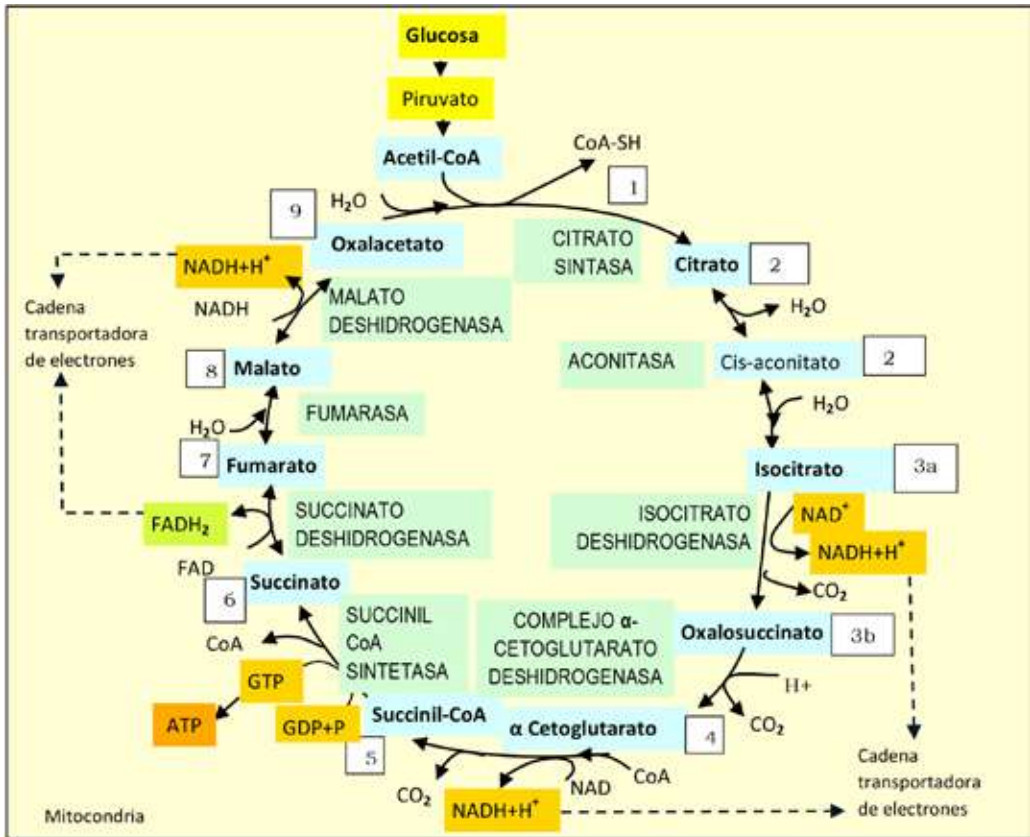 Glucosa
Piruvato
Acetil-CoA
CoA-SH
1
H₂O
9
Oxalacetato
CITRATO
SINTASA
Citrato
2
NADH+H⁺
NADH
MALATO
DESHIDROGENASA
H₂O
Cadena
transportadora
de electrones
8
Malato
ACONITASA
Cis-aconitato
2
H₂O
FUMARASA
H₂O
7
Fumarato
Isocitrato
3a
FADH₂
SUCCINATO
DESHIDROGENASA
ISOCITRATO
DESHIDROGENASA
NAD⁺
NADH+H⁺
FAD
Succinato
6
CO₂
CoA
SUCCINIL
CoA
SINTETASA
COMPLEJO α-
CETOGLUTARATO
DESHIDROGENASA
Oxalosuccinato
3b
H+
GTP
ATP
GDP+P
Succinil-CoA
α Cetoglutarato
4
CO₂
5
CO₂
NADH+H⁺
NAD
CoA
Cadena
transportadora
de electrones
Mitocondria